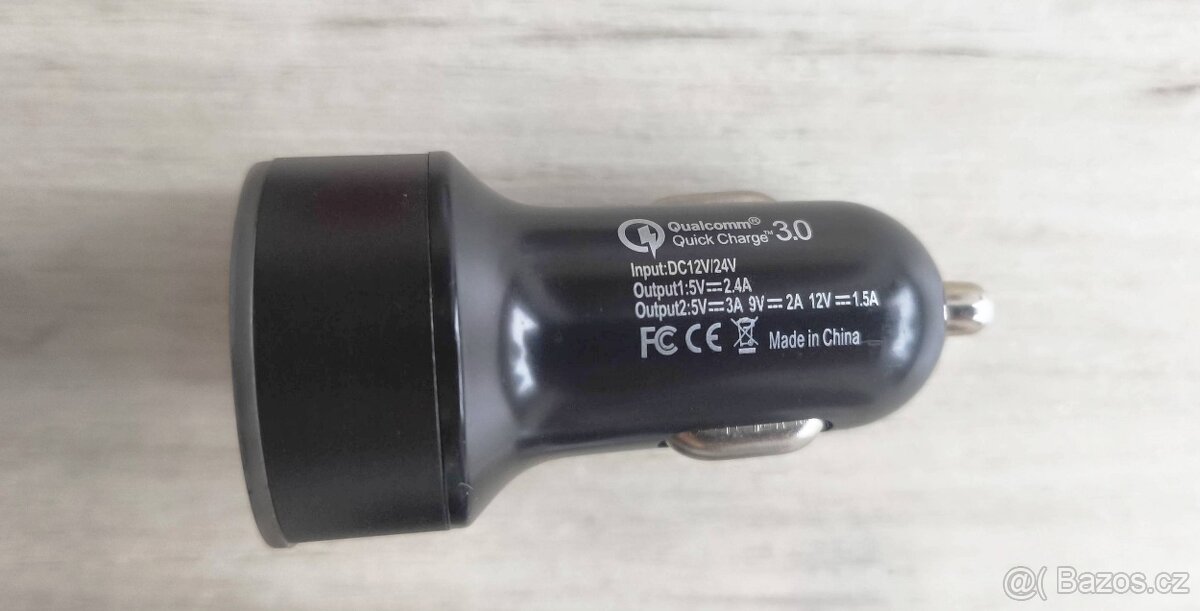 Qualcomm®
Quick Charge™ 3.0
Input:DC12V/24V
Output1:5V⎓2.4A
Output2:5V⎓3A 9V⎓2A 12V⎓1.5A
FC CE Made in China
@( Bazos.cz